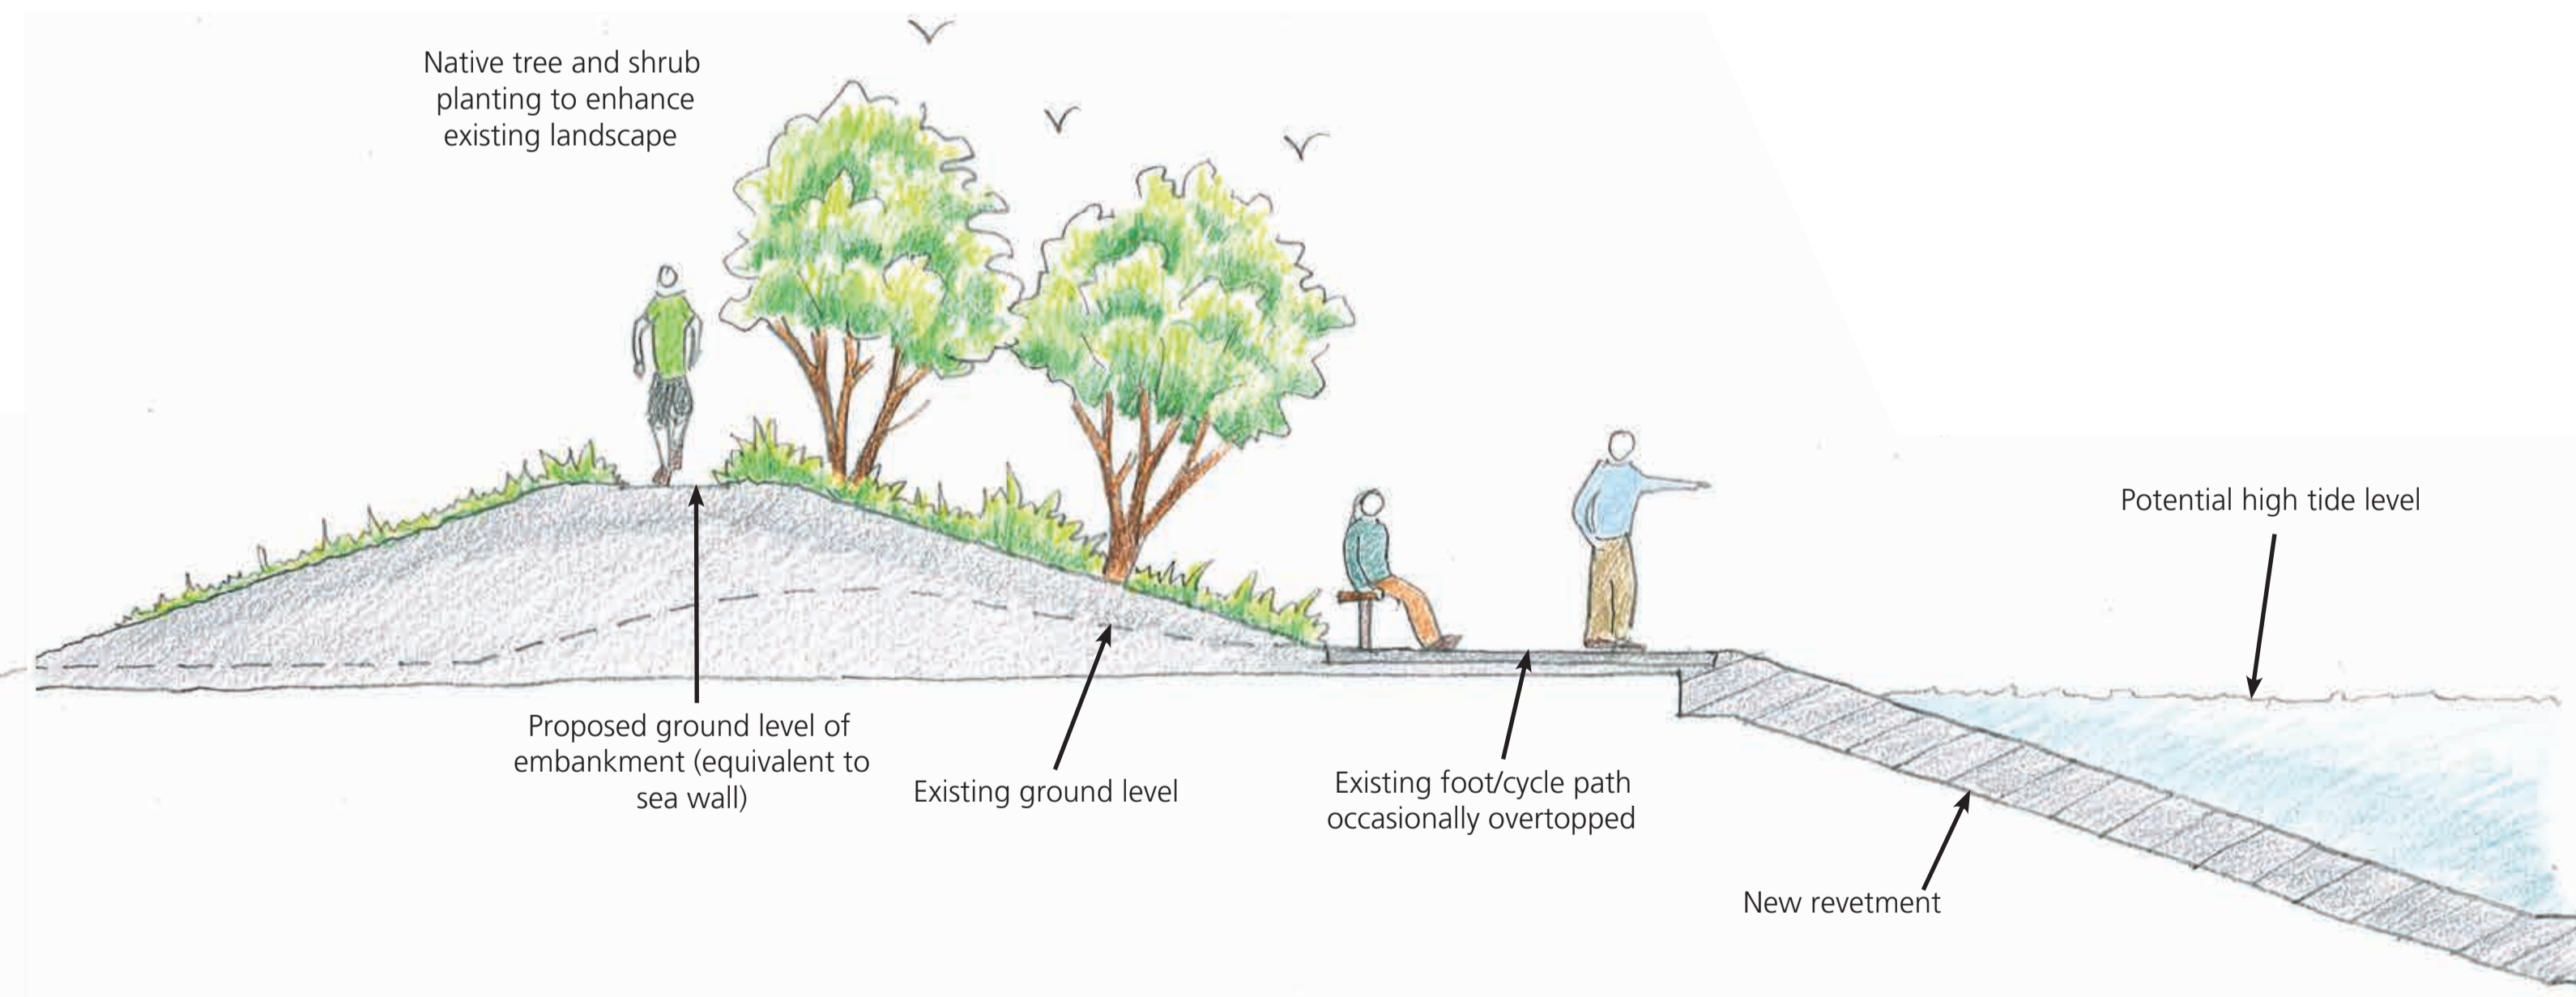 Native tree and shrub
planting to enhance
existing landscape
Potential high tide level
Proposed ground level of
embankment (equivalent to
sea wall)
Existing ground level
Existing foot/cycle path
occasionally overtopped
New revetment